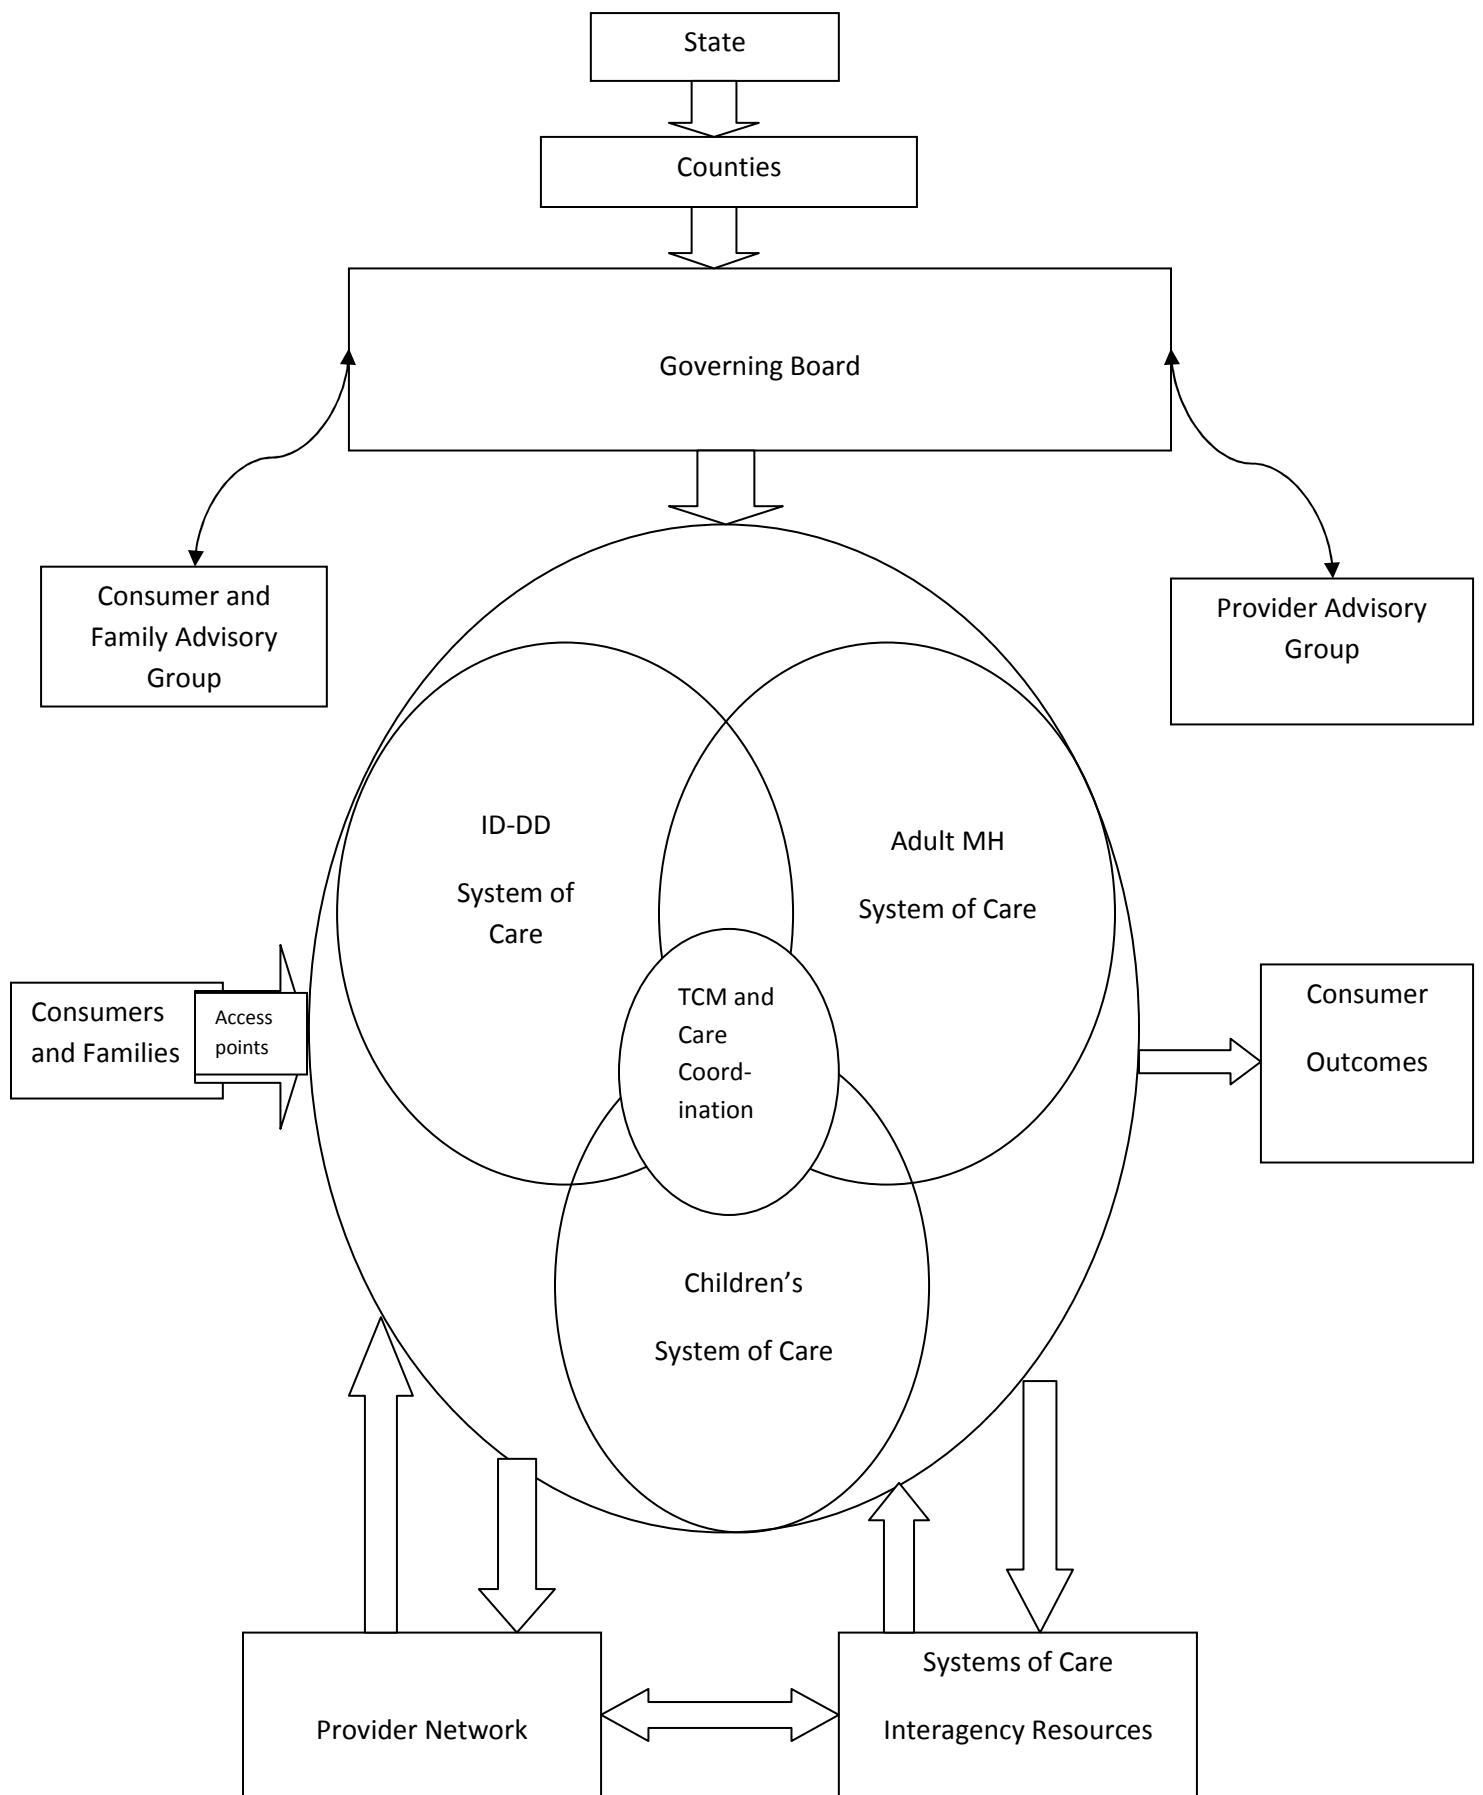 State
Counties
Governing Board
Consumer and
Family Advisory
Group
Provider Advisory
Group
ID-DD
System of
Care
Adult MH
System of Care
Consumers
and Families
Access
points
TCM and
Care
Coord-
ination
Consumer
Outcomes
Children’s
System of Care
Provider Network
Systems of Care
Interagency Resources